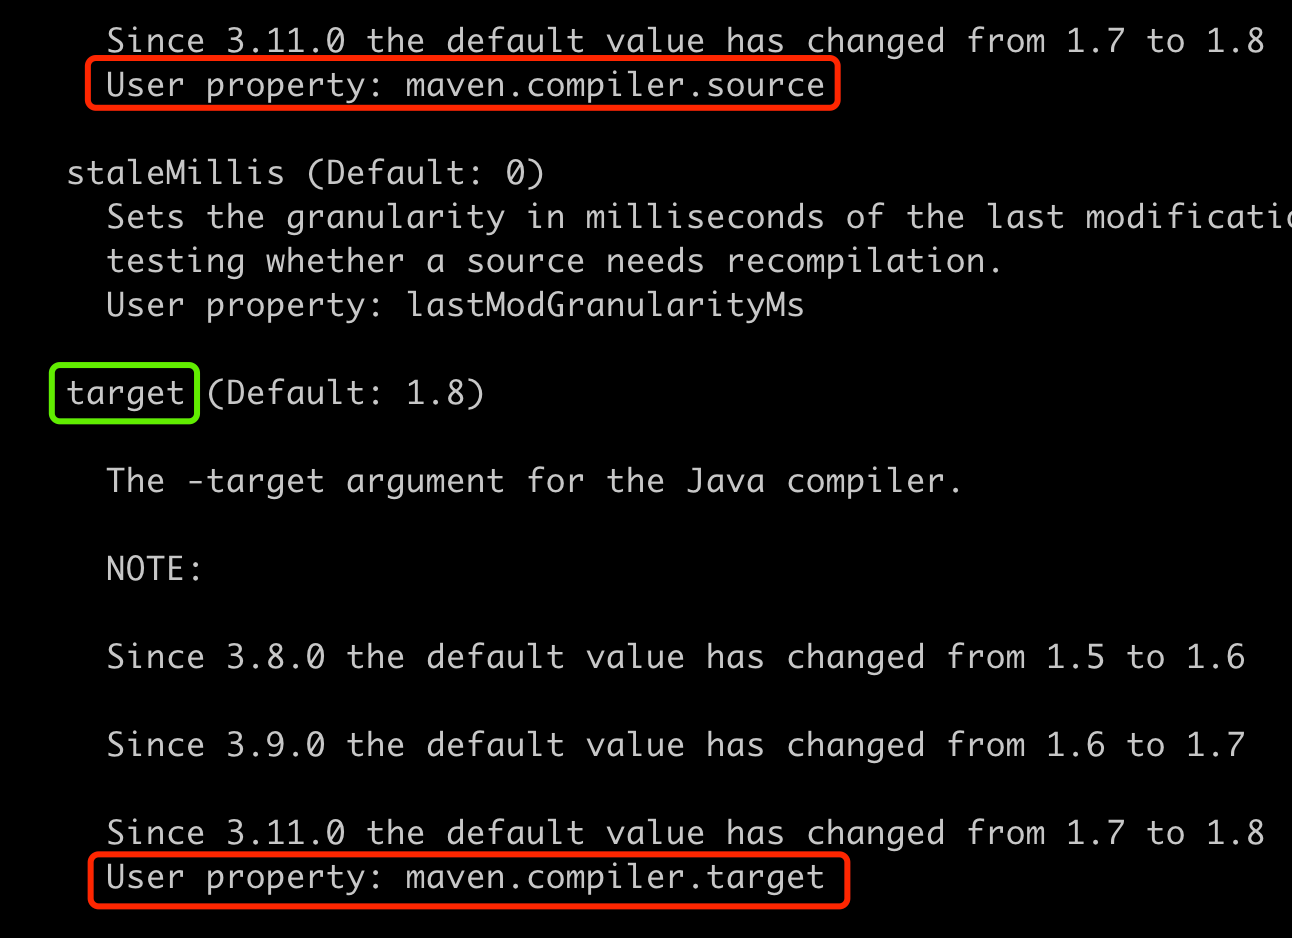 Since 3.11.0 the default value has changed from 1.7 to 1.8
User property: maven.compiler.source
staleMillis (Default: 0)
Sets the granularity in milliseconds of the last
testing whether a source needs recompilation.
User property: lastModGranularityMs
target (Default: 1.8)
The -target argument for the Java compiler.
NOTE:
Since 3.8.0 the default value has changed from 1.5 to 1.6
Since 3.9.0 the default value has changed from 1.6 to 1.7
Since 3.11.0 the default value has changed from 1.7 to 1.8
User property: maven.compiler.target